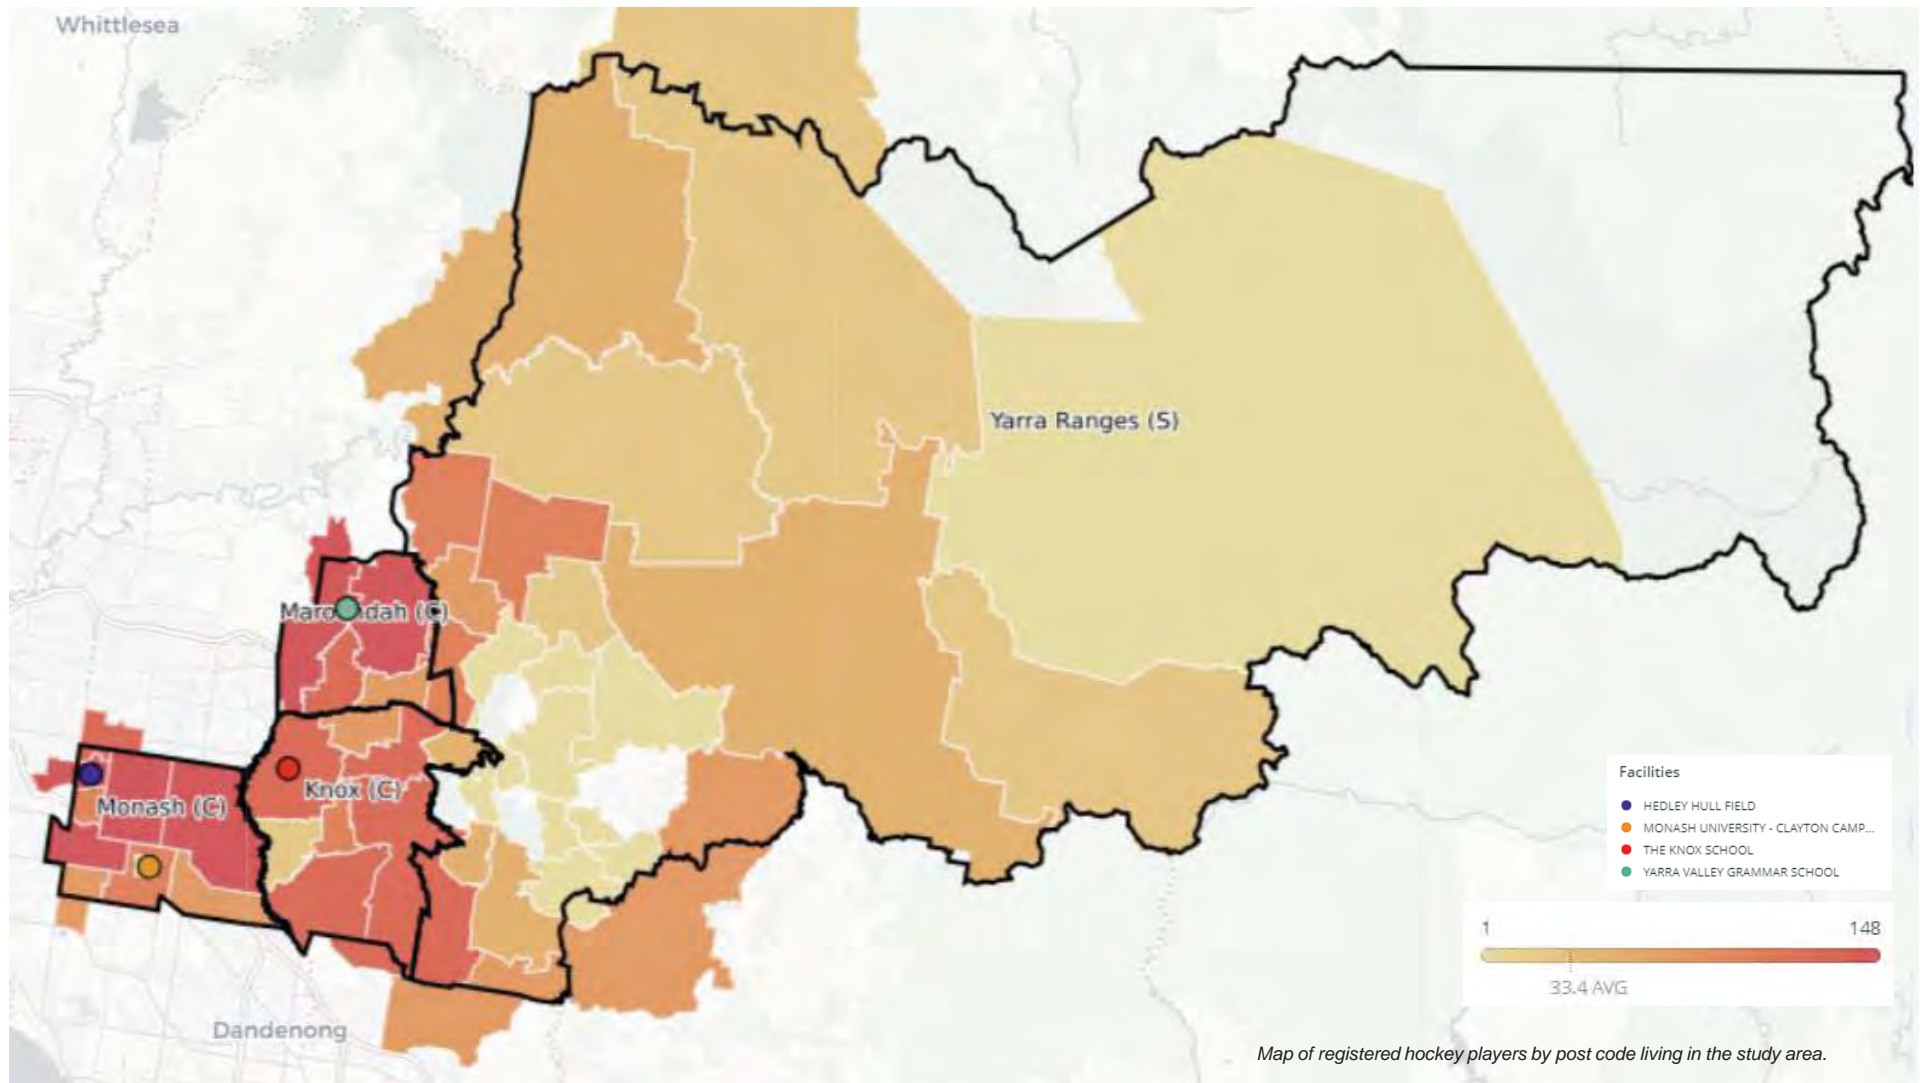 Whittlesea
Yarra Ranges (S)
Maroondah (C)
Monash (C)
Knox (C)
Dandenong
Facilities
HEDLEY HULL FIELD
MONASH UNIVERSITY - CLAYTON CAMP...
THE KNOX SCHOOL
YARRA VALLEY GRAMMAR SCHOOL
1 148
33.4 AVG
Map of registered hockey players by post code living in the study area.